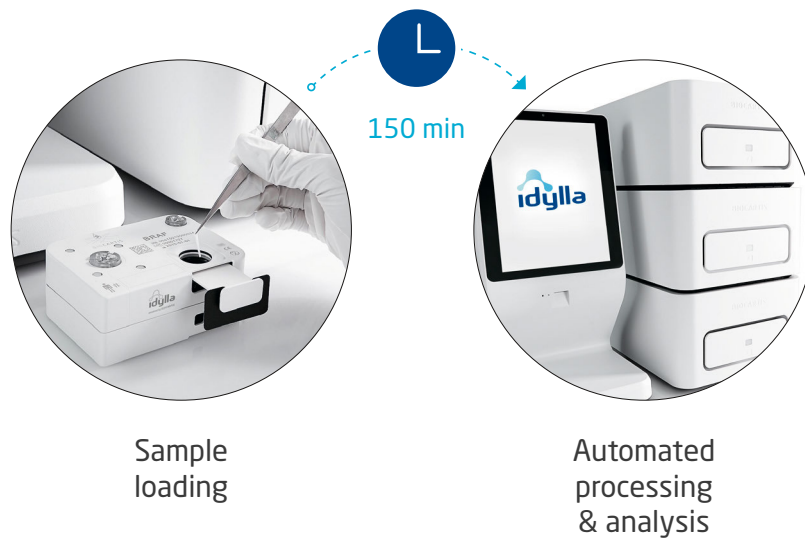 150 min
BRAF
idylla
idylla
Sample
loading
Automated
processing
& analysis